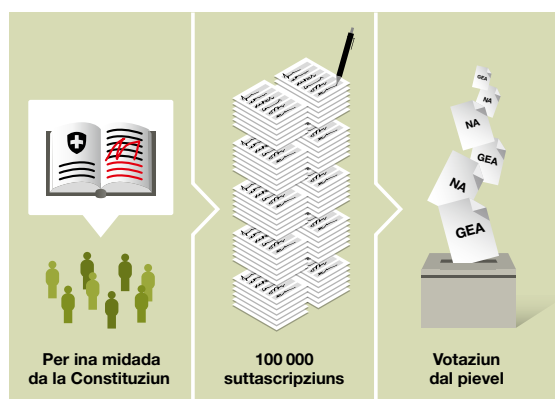 GEA
NA
NA
GEA
NA
GEA
Per ina midada
da la Constituziun
100 000
suttascripziuns
Votaziun
dal pievel